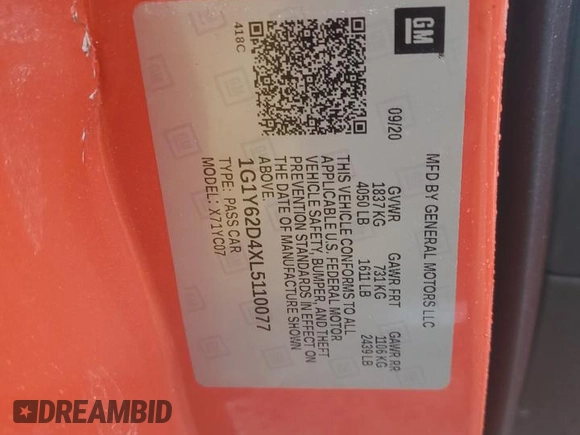 GM
MFD BY GENERAL MOTORS LLC
09/20
GVWR GAWR FRT GAWR RR
1837 KG 731 KG 1106 KG
4050 LB 1611 LB 2439 LB
THIS VEHICLE CONFORMS TO ALL
APPLICABLE U.S. FEDERAL MOTOR
VEHICLE SAFETY, BUMPER, AND THEFT
PREVENTION STANDARDS IN EFFECT ON
THE DATE OF MANUFACTURE SHOWN
ABOVE.
1G1Y62D4XL5110077
TYPE: PASS CAR
MODEL: X71YC07
418C
DREAMBID